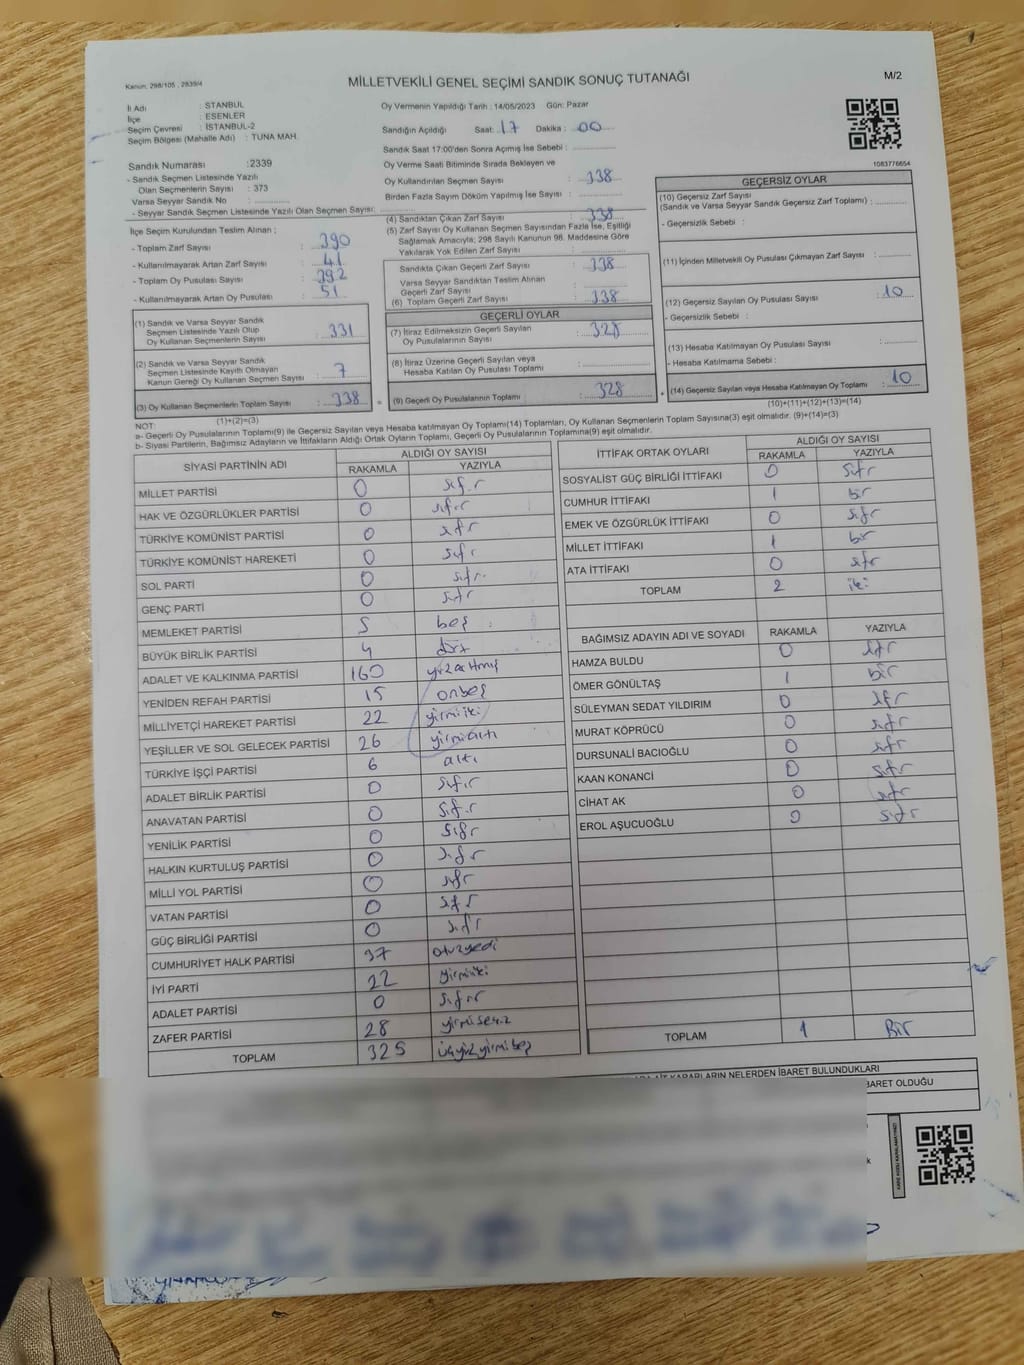 Kanun, 298/105 , 2839/4
MİLLETVEKİLİ GENEL SEÇİMİ SANDIK SONUÇ TUTANAĞI
M/2
İl Adı : STANBUL
İlçe : ESENLER
Seçim Çevresi : İSTANBUL-2
Seçim Bölgesi (Mahalle Adı) : TUNA MAH.
Sandık Numarası :2339
- Sandık Seçmen Listesinde Yazılı
Olan Seçmenlerin Sayısı : 373
Varsa Seyyar Sandık No :
- Seyyar Sandık Seçmen Listesinde Yazılı Olan Seçmen Sayısı:
İlçe Seçim Kurulundan Teslim Alınan ;
- Toplam Zarf Sayısı : 390
- Kullanılmayarak Artan Zarf Sayısı : 41
- Toplam Oy Pusulası Sayısı : 392
- Kullanılmayarak Artan Oy Pusulası : 51
Oy Vermenin Yapıldığı Tarih : 14/05/2023 Gün: Pazar
Sandığın Açıldığı Saat: 17 Dakika : 00
Sandık Saat 17:00'den Sonra Açımış İse Sebebi :
Oy Verme Saati Bitiminde Sırada Bekleyen ve
Oy Kullandırılan Seçmen Sayısı : 338
Birden Fazla Sayım Döküm Yapılmış İse Sayısı :
(4) Sandıktan Çıkan Zarf Sayısı : 338
(5) Zarf Sayısı Oy Kullanan Seçmen Sayısından Fazla İse, Eşitliği
Sağlamak Amacıyla; 298 Sayılı Kanunun 98. Maddesine Göre
Yakılarak Yok Edilen Zarf Sayısı :
Sandıkta Çıkan Geçerli Zarf Sayısı : 338
Varsa Seyyar Sandıktan Teslim Alınan
Geçerli Zarf Sayısı :
(6) Toplam Geçerli Zarf Sayısı : 338
1083776654
GEÇERSİZ OYLAR
(10) Geçersiz Zarf Sayısı
(Sandık ve Varsa Seyyar Sandık Geçersiz Zarf Toplamı) :
- Geçersizlik Sebebi :
(11) İçinden Milletvekili Oy Pusulası Çıkmayan Zarf Sayısı :
(12) Geçersiz Sayılan Oy Pusulası Sayısı : 10
- Geçersizlik Sebebi :
(13) Hesaba Katılmayan Oy Pusulası Sayısı :
- Hesaba Katılmama Sebebi :
(14) Geçersiz Sayılan veya Hesaba Katılmayan Oy Toplamı : 10
(10)+(11)+(12)+(13)=(14)
(1) Sandık ve Varsa Seyyar Sandık
Seçmen Listesinde Yazılı Olup
Oy Kullanan Seçmenlerin Sayısı : 331
(2) Sandık ve Varsa Seyyar Sandık
Seçmen Listesinde Kayıtlı Olmayan
Kanun Gereği Oy Kullanan Seçmen Sayısı : 7
(3) Oy Kullanan Seçmenlerin Toplam Sayısı : 338
(1)+(2)=(3)
GEÇERLİ OYLAR
(7) İtiraz Edilmeksizin Geçerli Sayılan
Oy Pusulalarının Sayısı : 328
(8) İtiraz Üzerine Geçerli Sayılan veya
Hesaba Katılan Oy Pusulası Toplamı :
(9) Geçerli Oy Pusulalarının Toplamı : 328
NOT:
a- Geçerli Oy Pusulalarının Toplamı(9) ile Geçersiz Sayılan veya Hesaba Katılmayan Oy Toplamı(14) Toplamları, Oy Kullanan Seçmenlerin Toplam Sayısına(3) eşit olmalıdır. (9)+(14)=(3)
b- Siyasi Partilerin, Bağımsız Adayların ve İttifakların Aldığı Ortak Oyların Toplamı, Geçerli Oy Pusulalarının Toplamına(9) eşit olmalıdır.
SİYASİ PARTİNİN ADI ALDIĞI OY SAYISI
RAKAMLA YAZIYLA
MİLLET PARTİSİ 0 sıfır
HAK VE ÖZGÜRLÜKLER PARTİSİ 0 sıfır
TÜRKİYE KOMÜNİST PARTİSİ 0 sıfr
TÜRKİYE KOMÜNİST HAREKETİ 0 sıfr
SOL PARTİ 0 sıfr
GENÇ PARTİ 0 sıfr
MEMLEKET PARTİSİ 5 beş
BÜYÜK BİRLİK PARTİSİ 4 dört
ADALET VE KALKINMA PARTİSİ 160 yüzaltmış
YENİDEN REFAH PARTİSİ 15 onbeş
MİLLİYETÇİ HAREKET PARTİSİ 22 yirmiiki
YEŞİLLER VE SOL GELECEK PARTİSİ 26 yirmialtı
TÜRKİYE İŞÇİ PARTİSİ 6 altı
ADALET BİRLİK PARTİSİ 0 sıfır
ANAVATAN PARTİSİ 0 sıfır
YENİLİK PARTİSİ 0 sıfr
HALKIN KURTULUŞ PARTİSİ 0 sıfr
MİLLİ YOL PARTİSİ 0 sıfr
VATAN PARTİSİ 0 sıfr
GÜÇ BİRLİĞİ PARTİSİ 0 sıfr
CUMHURİYET HALK PARTİSİ 37 otuzyedi
İYİ PARTİ 22 yirmiiki
ADALET PARTİSİ 0 sıfır
ZAFER PARTİSİ 28 yirmisekiz
TOPLAM 325 üçyüzyirmibeş
İTTİFAK ORTAK OYLARI ALDIĞI OY SAYISI
RAKAMLA YAZIYLA
SOSYALİST GÜÇ BİRLİĞİ İTTİFAKI 0 sıfr
CUMHUR İTTİFAKI 1 bir
EMEK VE ÖZGÜRLÜK İTTİFAKI 0 sıfr
MİLLET İTTİFAKI 1 bir
ATA İTTİFAKI 0 sıfr
TOPLAM 2 iki
BAĞIMSIZ ADAYIN ADI VE SOYADI RAKAMLA YAZIYLA
HAMZA BULDU 0 sıfr
ÖMER GÖNÜLTAŞ 1 bir
SÜLEYMAN SEDAT YILDIRIM 0 sıfr
MURAT KÖPRÜCÜ 0 sıfr
DURSUNALİ BACIOĞLU 0 sıfr
KAAN KONANCİ 0 sıfr
CİHAT AK 0 sıfr
EROL AŞUCUOĞLU 0 sıfr
TOPLAM 1 BİR
KARARLARIN NELERDEN İBARET BULUNDUKLARI
BARET OLDUĞU